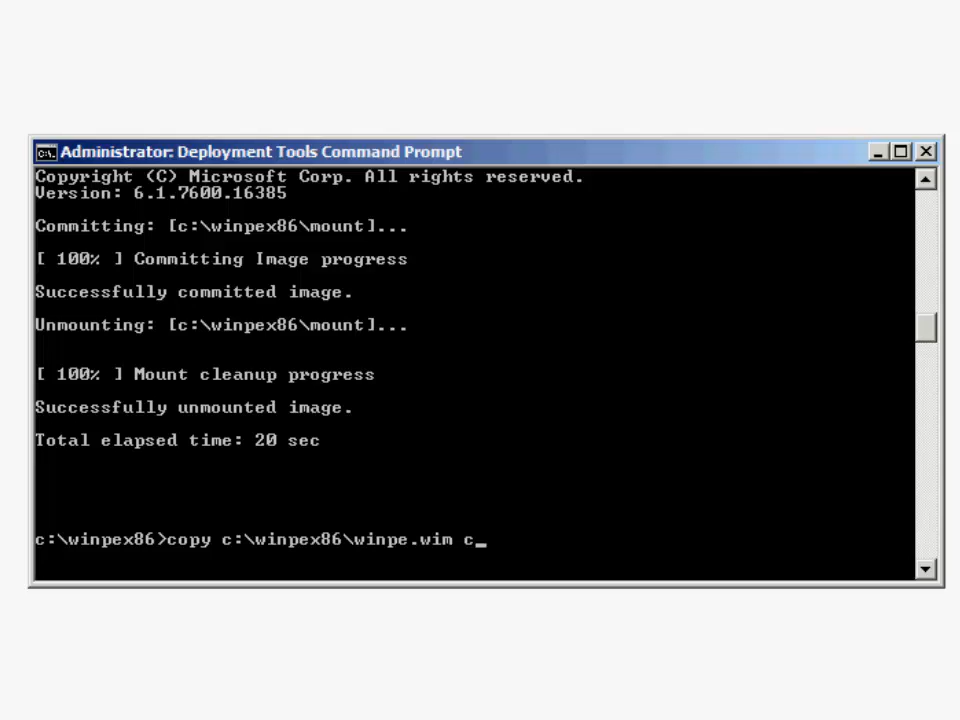 Administrator: Deployment Tools Command Prompt
Copyright (C) Microsoft Corp. All rights reserved.
Version: 6.1.7600.16385
Committing: [c:\winpex86\mount]...
[ 100% ] Committing Image progress
Successfully committed image.
Unmounting: [c:\winpex86\mount]...
[ 100% ] Mount cleanup progress
Successfully unmounted image.
Total elapsed time: 20 sec
c:\winpex86>copy c:\winpex86\winpe.wim c_